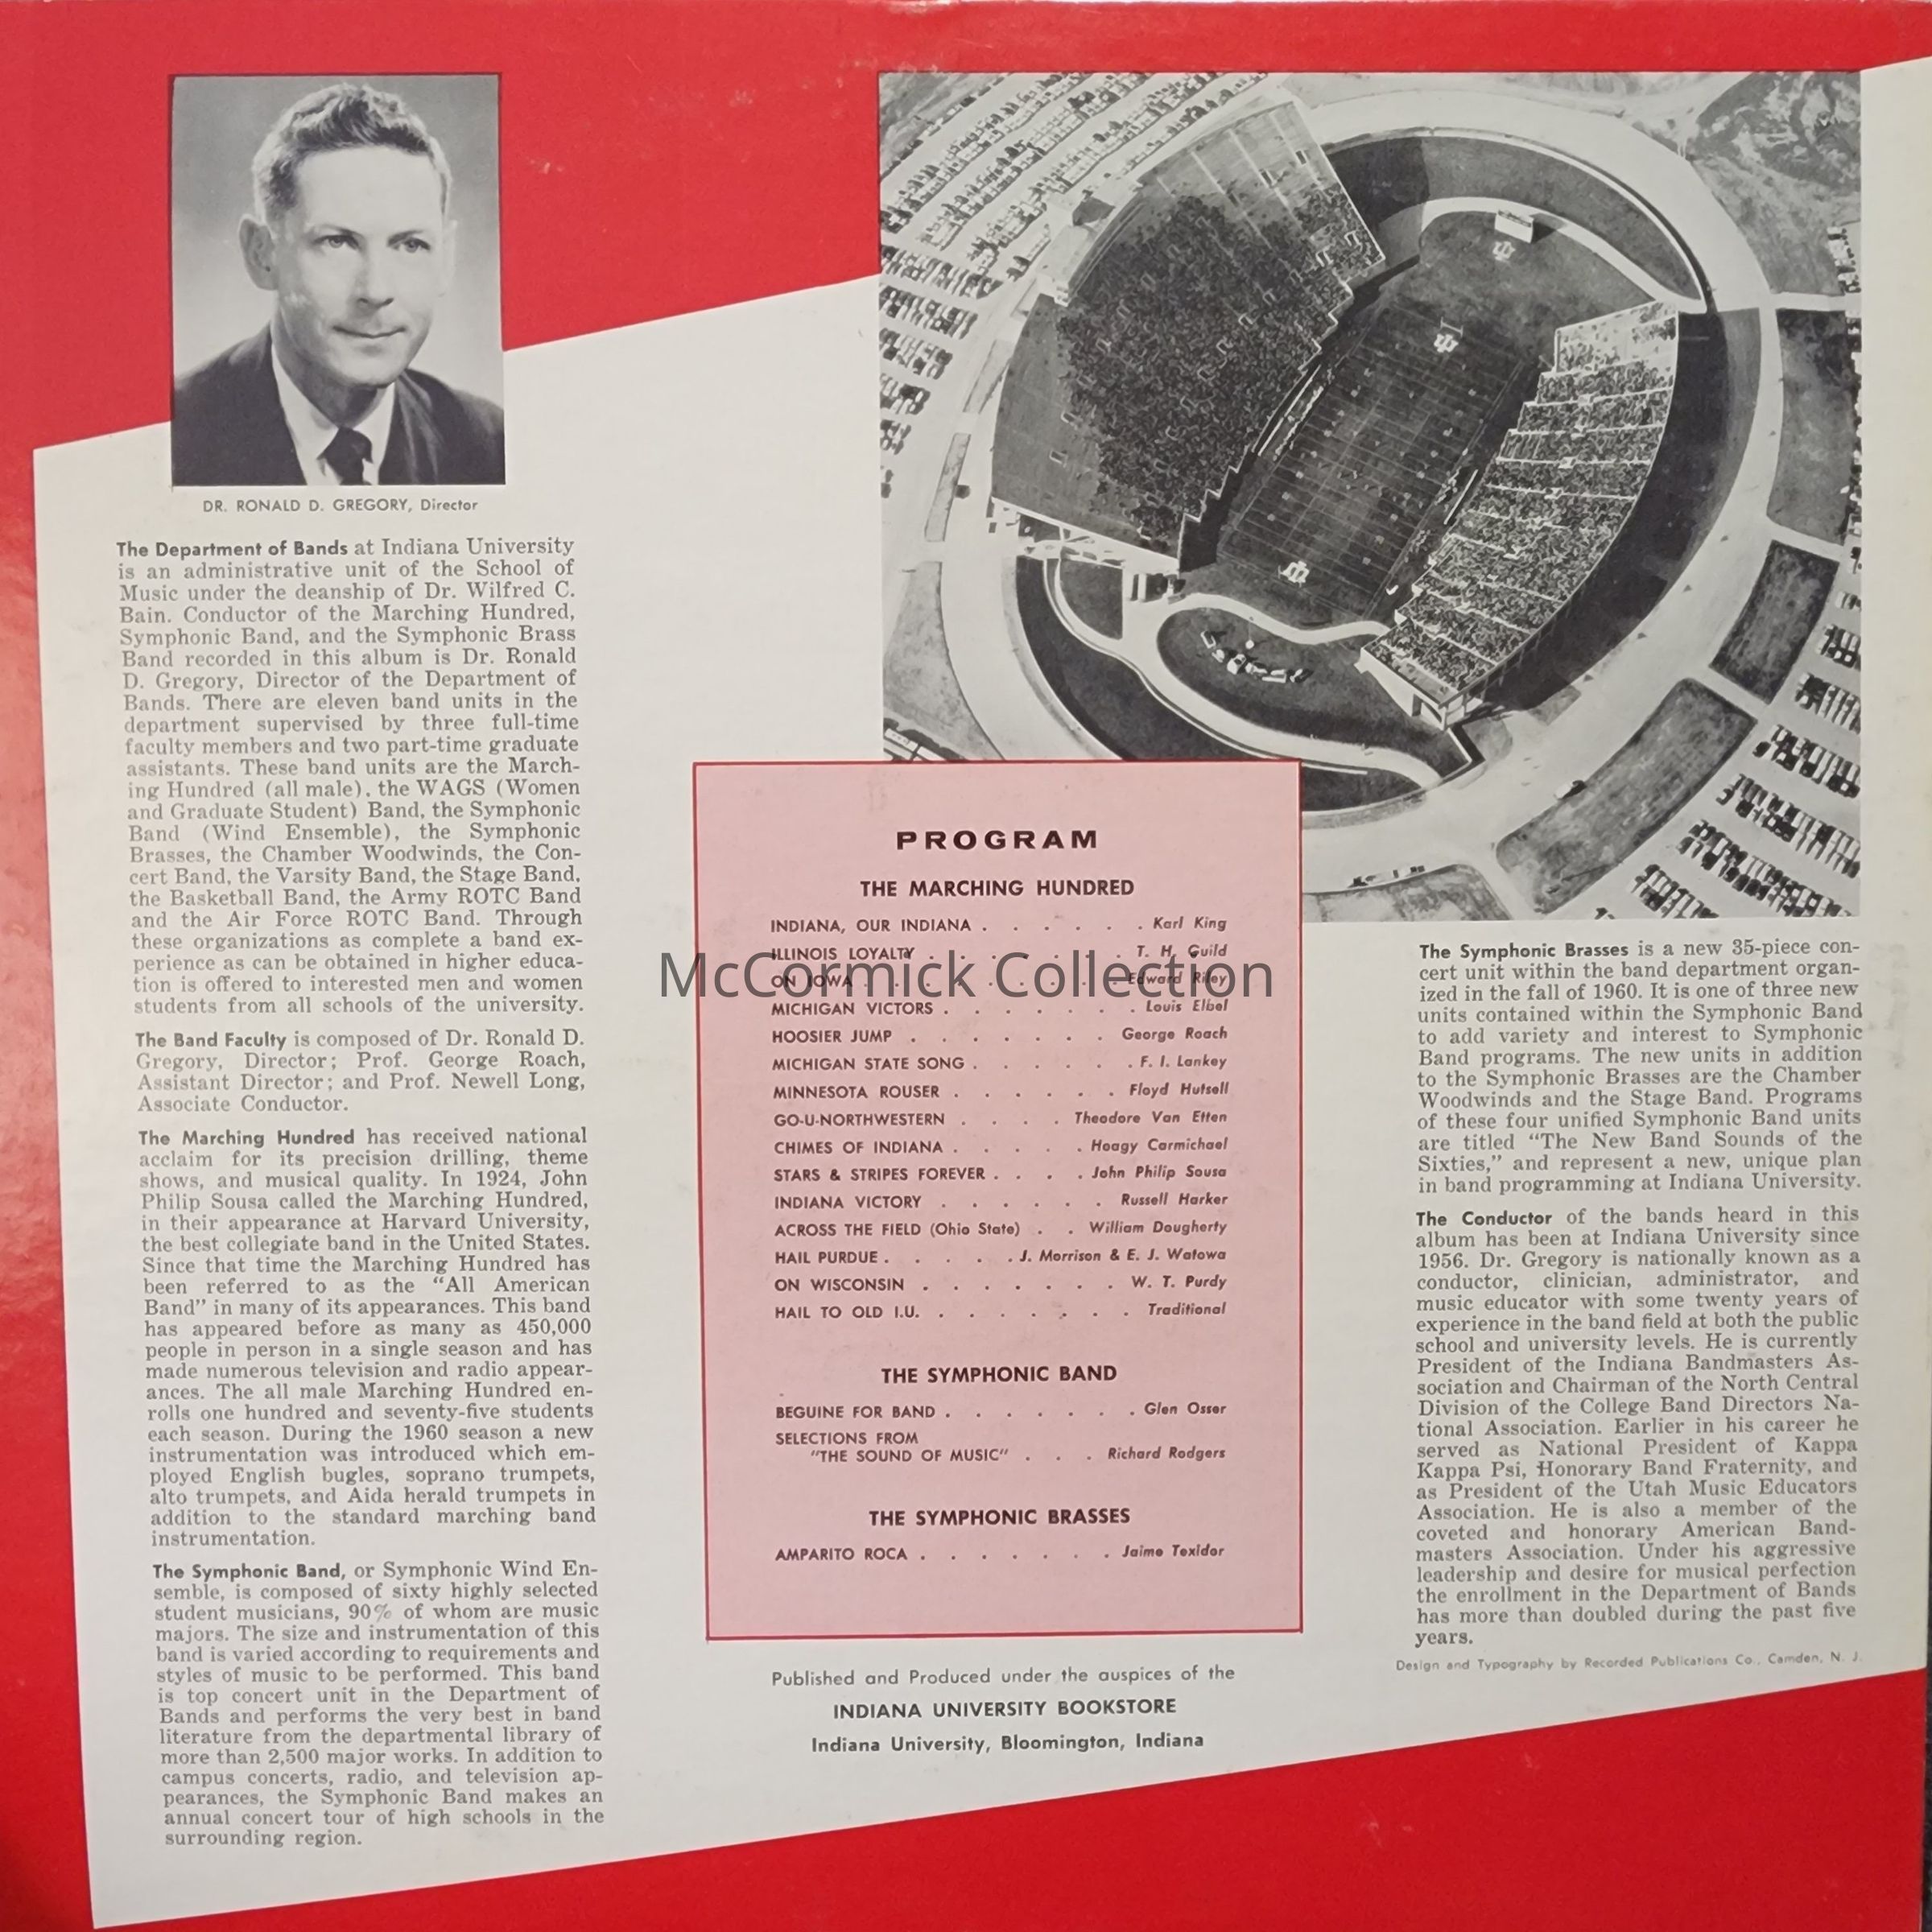 DR. RONALD D. GREGORY, Director
The Department of Bands at Indiana University
is an administrative unit of the School of
Music under the deanship of Dr. Wilfred C.
Bain. Conductor of the Marching Hundred,
Symphonic Band, and the Symphonic Brass
Band recorded in this album is Dr. Ronald
D. Gregory, Director of the Department of
Bands. There are eleven band units in the
department supervised by three full-time
faculty members and two part-time graduate
assistants. These band units are the March-
ing Hundred (all male), the WAGS (Women
and Graduate Student) Band, the Symphonic
Band (Wind Ensemble), the Symphonic
Brasses, the Chamber Woodwinds, the Con-
cert Band, the Varsity Band, the Stage Band,
the Basketball Band, the Army ROTC Band
and the Air Force ROTC Band. Through
these organizations as complete a band ex-
perience as can be obtained in higher educa-
tion is offered to interested men and women
students from all schools of the university.
The Band Faculty is composed of Dr. Ronald D.
Gregory, Director; Prof. George Roach,
Assistant Director; and Prof. Newell Long,
Associate Conductor.
The Marching Hundred has received national
acclaim for its precision drilling, theme
shows, and musical quality. In 1924, John
Philip Sousa called the Marching Hundred,
in their appearance at Harvard University,
the best collegiate band in the United States.
Since that time the Marching Hundred has
been referred to as the "All American
Band" in many of its appearances. This band
has appeared before as many as 450,000
people in person in a single season and has
made numerous television and radio appear-
ances. The all male Marching Hundred en-
rolls one hundred and seventy-five students
each season. During the 1960 season a new
instrumentation was introduced which em-
ployed English bugles, soprano trumpets,
alto trumpets, and Aida herald trumpets in
addition to the standard marching band
instrumentation.
The Symphonic Band, or Symphonic Wind En-
semble, is composed of sixty highly selected
student musicians, 90% of whom are music
majors. The size and instrumentation of this
band is varied according to requirements and
styles of music to be performed. This band
is top concert unit in the Department of
Bands and performs the very best in band
literature from the departmental library of
more than 2,500 major works. In addition to
campus concerts, radio, and television ap-
pearances, the Symphonic Band makes an
annual concert tour of high schools in the
surrounding region.
PROGRAM
THE MARCHING HUNDRED
INDIANA, OUR INDIANA . . . . . . Karl King
ILLINOIS LOYALTY . . . . . . . T. H. Guild
ON IOWA . . . . . . . . . Edward Riley
McCormick Collection
MICHIGAN VICTORS . . . . . . . Louis Elbel
HOOSIER JUMP . . . . . . . George Roach
MICHIGAN STATE SONG . . . . . . F. I. Lankey
MINNESOTA ROUSER . . . . . . Floyd Hutsell
GO-U-NORTHWESTERN . . . . Theodore Van Etten
CHIMES OF INDIANA . . . . . Hoagy Carmichael
STARS & STRIPES FOREVER . . . . John Philip Sousa
INDIANA VICTORY . . . . . . Russell Harker
ACROSS THE FIELD (Ohio State) . . William Dougherty
HAIL PURDUE . . . . . J. Morrison & E. J. Watowa
ON WISCONSIN . . . . . . . W. T. Purdy
HAIL TO OLD I.U. . . . . . . . Traditional
THE SYMPHONIC BAND
BEGUINE FOR BAND . . . . . . . Glen Osser
SELECTIONS FROM
"THE SOUND OF MUSIC" . . . Richard Rodgers
THE SYMPHONIC BRASSES
AMPARITO ROCA . . . . . . . Jaime Texidor
Published and Produced under the auspices of the
INDIANA UNIVERSITY BOOKSTORE
Indiana University, Bloomington, Indiana
The Symphonic Brasses is a new 35-piece con-
cert unit within the band department organ-
ized in the fall of 1960. It is one of three new
units contained within the Symphonic Band
to add variety and interest to Symphonic
Band programs. The new units in addition
to the Symphonic Brasses are the Chamber
Woodwinds and the Stage Band. Programs
of these four unified Symphonic Band units
are titled "The New Band Sounds of the
Sixties," and represent a new, unique plan
in band programming at Indiana University.
The Conductor of the bands heard in this
album has been at Indiana University since
1956. Dr. Gregory is nationally known as a
conductor, clinician, administrator, and
music educator with some twenty years of
experience in the band field at both the public
school and university levels. He is currently
President of the Indiana Bandmasters As-
sociation and Chairman of the North Central
Division of the College Band Directors Na-
tional Association. Earlier in his career he
served as National President of Kappa
Kappa Psi, Honorary Band Fraternity, and
as President of the Utah Music Educators
Association. He is also a member of the
coveted and honorary American Band-
masters Association. Under his aggressive
leadership and desire for musical perfection
the enrollment in the Department of Bands
has more than doubled during the past five
years.
Design and Typography by Recorded Publications Co., Camden, N. J.